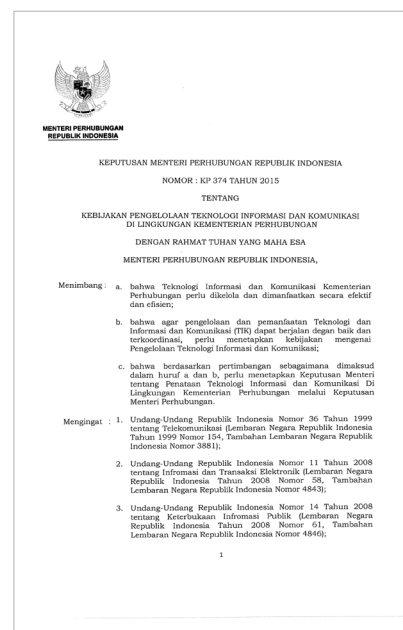 MENTERI PERHUBUNGAN
REPUBLIK INDONESIA
KEPUTUSAN MENTERI PERHUBUNGAN REPUBLIK INDONESIA
NOMOR : KP 374 TAHUN 2015
TENTANG
KEBIJAKAN PENGELOLAAN TEKNOLOGI INFORMASI DAN KOMUNIKASI
DI LINGKUNGAN KEMENTERIAN PERHUBUNGAN
DENGAN RAHMAT TUHAN YANG MAHA ESA
MENTERI PERHUBUNGAN REPUBLIK INDONESIA,
Menimbang : a. bahwa Teknologi Informasi dan Komunikasi Kementerian
Perhubungan perlu dikelola dan dimanfaatkan secara efektif
dan efisien;
b. bahwa agar pengelolaan dan pemanfaatan Teknologi dan
Informasi dan Komunikasi (TIK) dapat berjalan degan baik dan
terkoordinasi, perlu menetapkan kebijakan mengenai
Pengelolaan Teknologi Informasi dan Komunikasi;
c. bahwa berdasarkan pertimbangan sebagaimana dimaksud
dalam huruf a dan b, perlu menetapkan Keputusan Menteri
tentang Penataan Teknologi Informasi dan Komunikasi Di
Lingkungan Kementerian Perhubungan melalui Keputusan
Menteri Perhubungan.
Mengingat : 1. Undang-Undang Republik Indonesia Nomor 36 Tahun 1999
tentang Telekomunikasi (Lembaran Negara Republik Indonesia
Tahun 1999 Nomor 154, Tambahan Lembaran Negara Republik
Indonesia Nomor 3881);
2. Undang-Undang Republik Indonesia Nomor 11 Tahun 2008
tentang Infromasi dan Transaksi Elektronik (Lembaran Negara
Republik Indonesia Tahun 2008 Nomor 58, Tambahan
Lembaran Negara Republik Indonesia Nomor 4843);
3. Undang-Undang Republik Indonesia Nomor 14 Tahun 2008
tentang Keterbukaan Infromasi Publik (Lembaran Negara
Republik Indonesia Tahun 2008 Nomor 61, Tambahan
Lembaran Negara Republik Indonesia Nomor 4846);
1